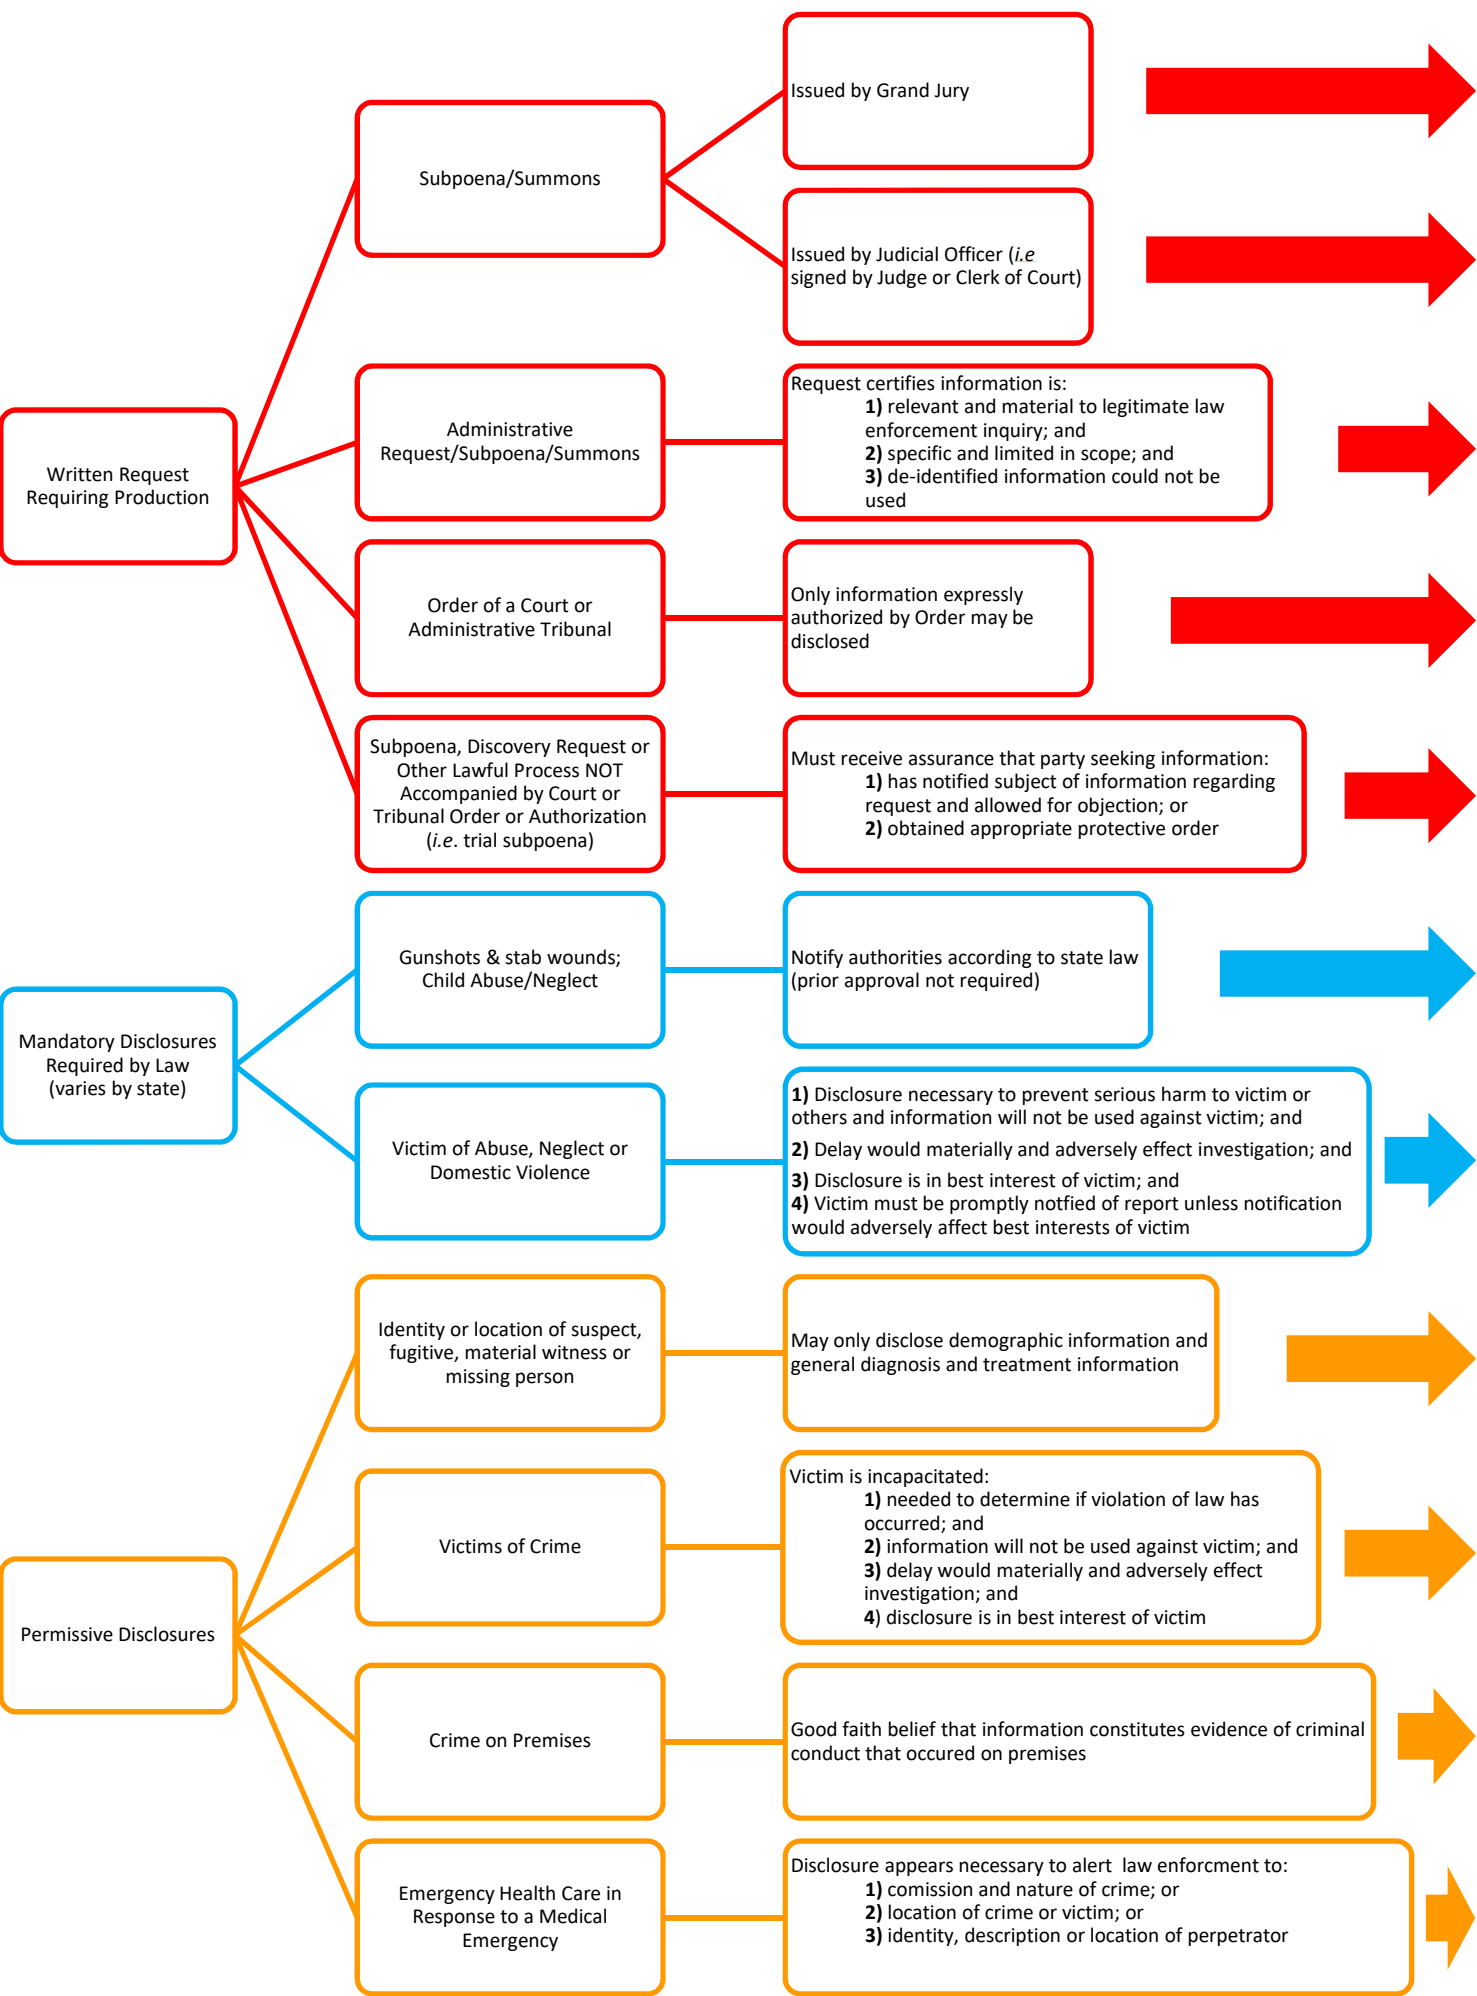 Issued by Grand Jury
Subpoena/Summons
Issued by Judicial Officer (i.e
signed by Judge or Clerk of Court)
Written Request
Requiring Production
Administrative
Request/Subpoena/Summons
Request certifies information is:
1) relevant and material to legitimate law
enforcement inquiry; and
2) specific and limited in scope; and
3) de-identified information could not be
used
Order of a Court or
Administrative Tribunal
Only information expressly
authorized by Order may be
disclosed
Subpoena, Discovery Request or
Other Lawful Process NOT
Accompanied by Court or
Tribunal Order or Authorization
(i.e. trial subpoena)
Must receive assurance that party seeking information:
1) has notified subject of information regarding
request and allowed for objection; or
2) obtained appropriate protective order
Mandatory Disclosures
Required by Law
(varies by state)
Gunshots & stab wounds;
Child Abuse/Neglect
Notify authorities according to state law
(prior approval not required)
Victim of Abuse, Neglect or
Domestic Violence
1) Disclosure necessary to prevent serious harm to victim or
others and information will not be used against victim; and
2) Delay would materially and adversely effect investigation; and
3) Disclosure is in best interest of victim; and
4) Victim must be promptly notfied of report unless notification
would adversely affect best interests of victim
Permissive Disclosures
Identity or location of suspect,
fugitive, material witness or
missing person
May only disclose demographic information and
general diagnosis and treatment information
Victims of Crime
Victim is incapacitated:
1) needed to determine if violation of law has
occurred; and
2) information will not be used against victim; and
3) delay would materially and adversely effect
investigation; and
4) disclosure is in best interest of victim
Crime on Premises
Good faith belief that information constitutes evidence of criminal
conduct that occured on premises
Emergency Health Care in
Response to a Medical
Emergency
Disclosure appears necessary to alert  law enforcment to:
1) comission and nature of crime; or
2) location of crime or victim; or
3) identity, description or location of perpetrator